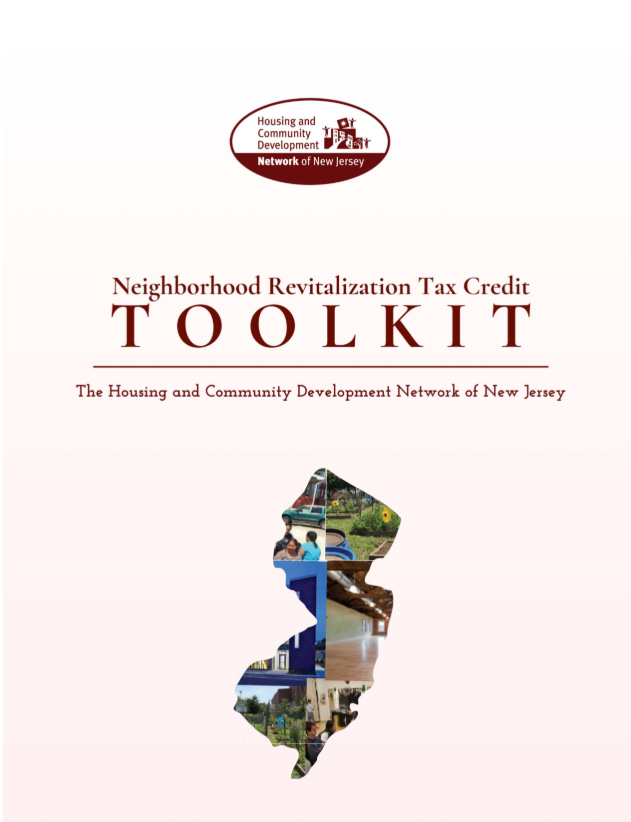 Housing and
Community
Development
Network of New Jersey
Neighborhood Revitalization Tax Credit
TOOLKIT
The Housing and Community Development Network of New Jersey